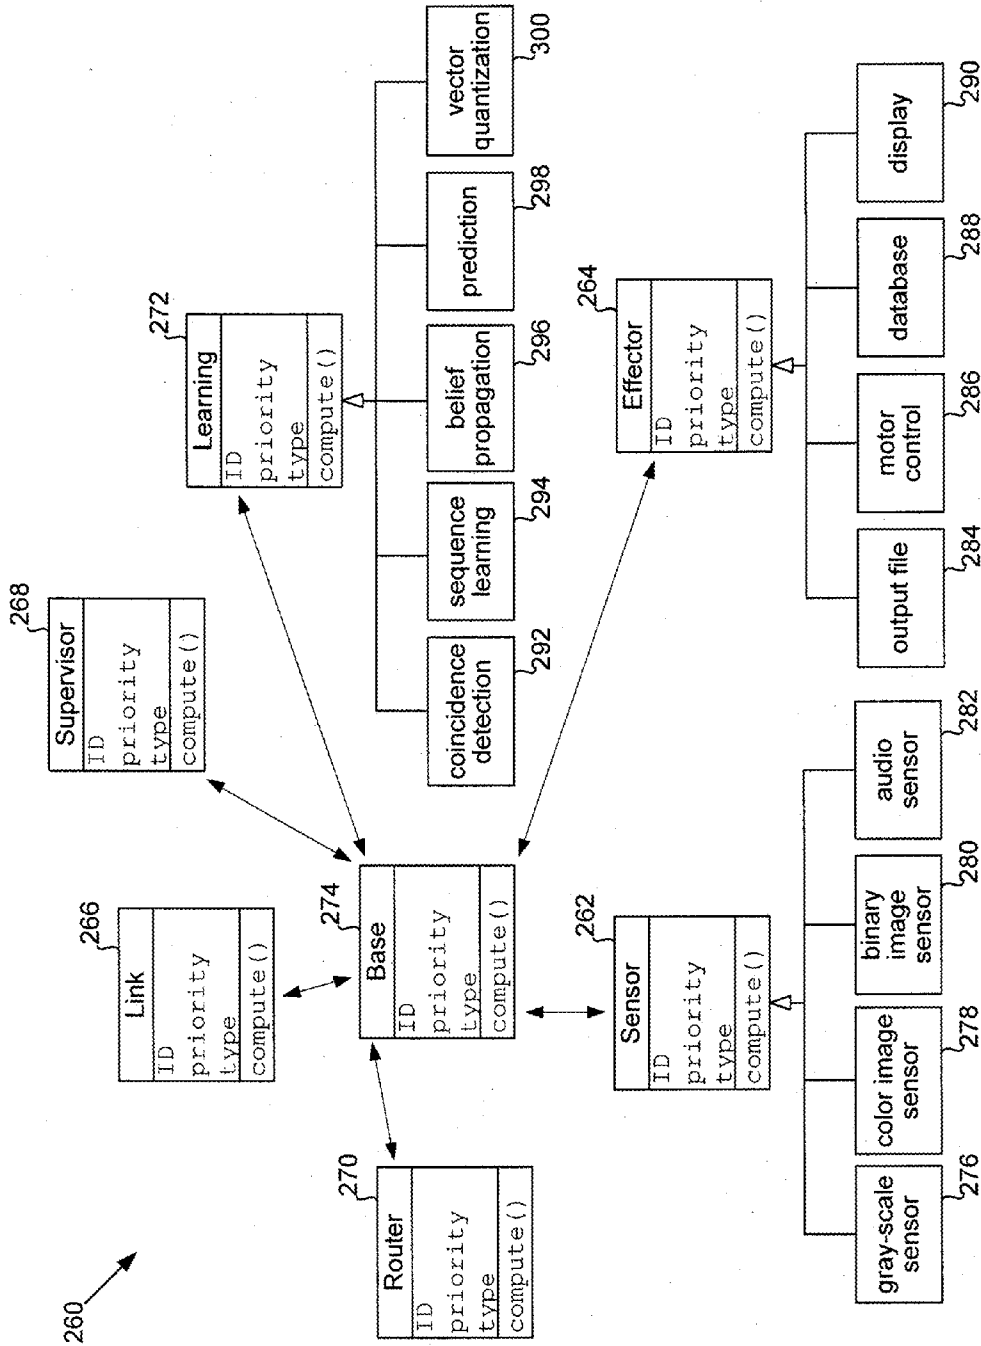 260
Router
270
ID
priority
type
compute()
Link
266
ID
priority
type
compute()
Supervisor
268
ID
priority
type
compute()
Base
274
ID
priority
type
compute()
Learning
272
ID
priority
type
compute()
coincidence
detection
292
sequence
learning
294
belief
propagation
296
prediction
298
vector
quantization
300
Sensor
262
ID
priority
type
compute()
gray-scale
sensor
276
color image
sensor
278
binary
image
sensor
280
audio
sensor
282
Effector
264
ID
priority
type
compute()
output file
284
motor
control
286
database
288
display
290